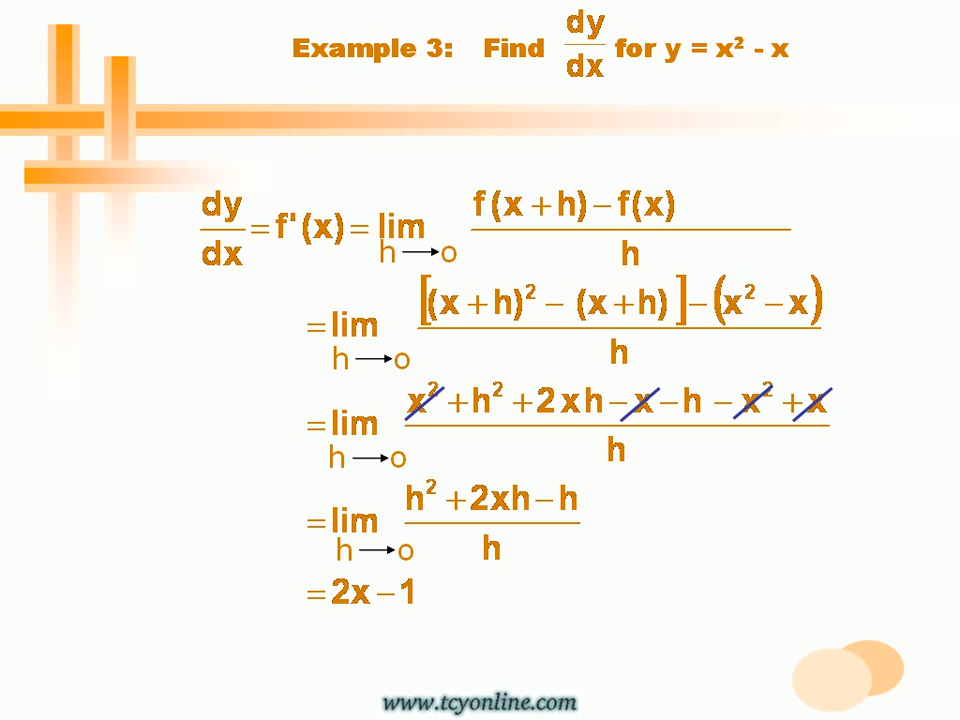 Example 3: Find dy/dx for y = x² - x
dy/dx = f'(x) = lim h→o f(x + h) − f(x) / h
= lim h→o [(x + h)² − (x + h)] − (x² − x) / h
= lim h→o x² + h² + 2xh − x − h − x² + x / h
= lim h→o h² + 2xh − h / h
= 2x − 1
www.tcyonline.com